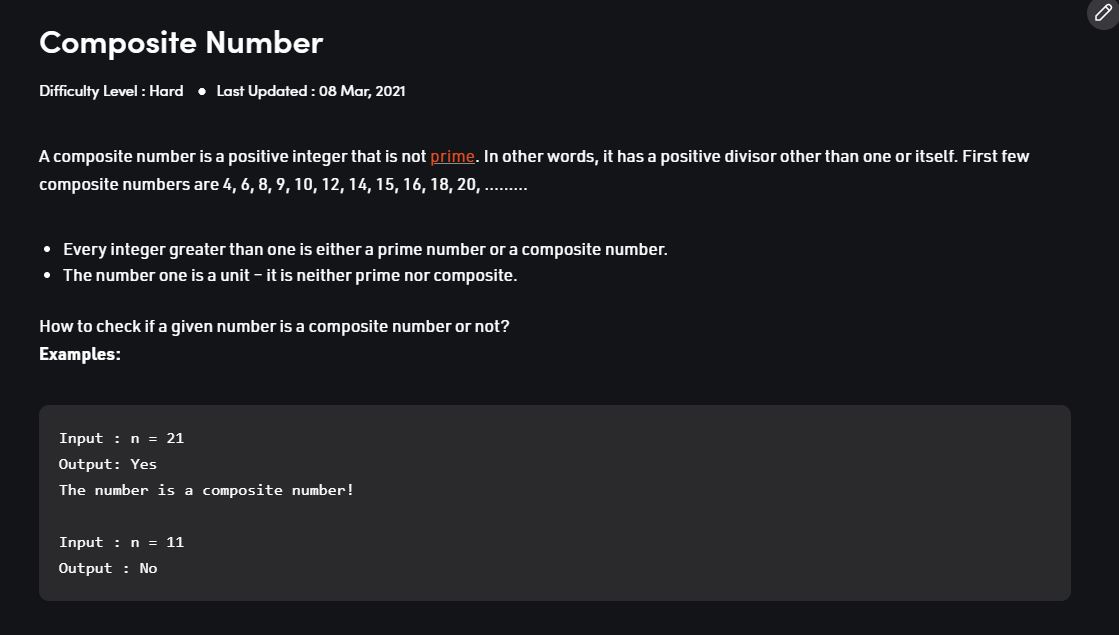 Composite Number
Difficulty Level : Hard ● Last Updated : 08 Mar, 2021
A composite number is a positive integer that is not prime. In other words, it has a positive divisor other than one or itself. First few
composite numbers are 4, 6, 8, 9, 10, 12, 14, 15, 16, 18, 20, .........
• Every integer greater than one is either a prime number or a composite number.
• The number one is a unit – it is neither prime nor composite.
How to check if a given number is a composite number or not?
Examples:
Input : n = 21
Output: Yes
The number is a composite number!
Input : n = 11
Output : No